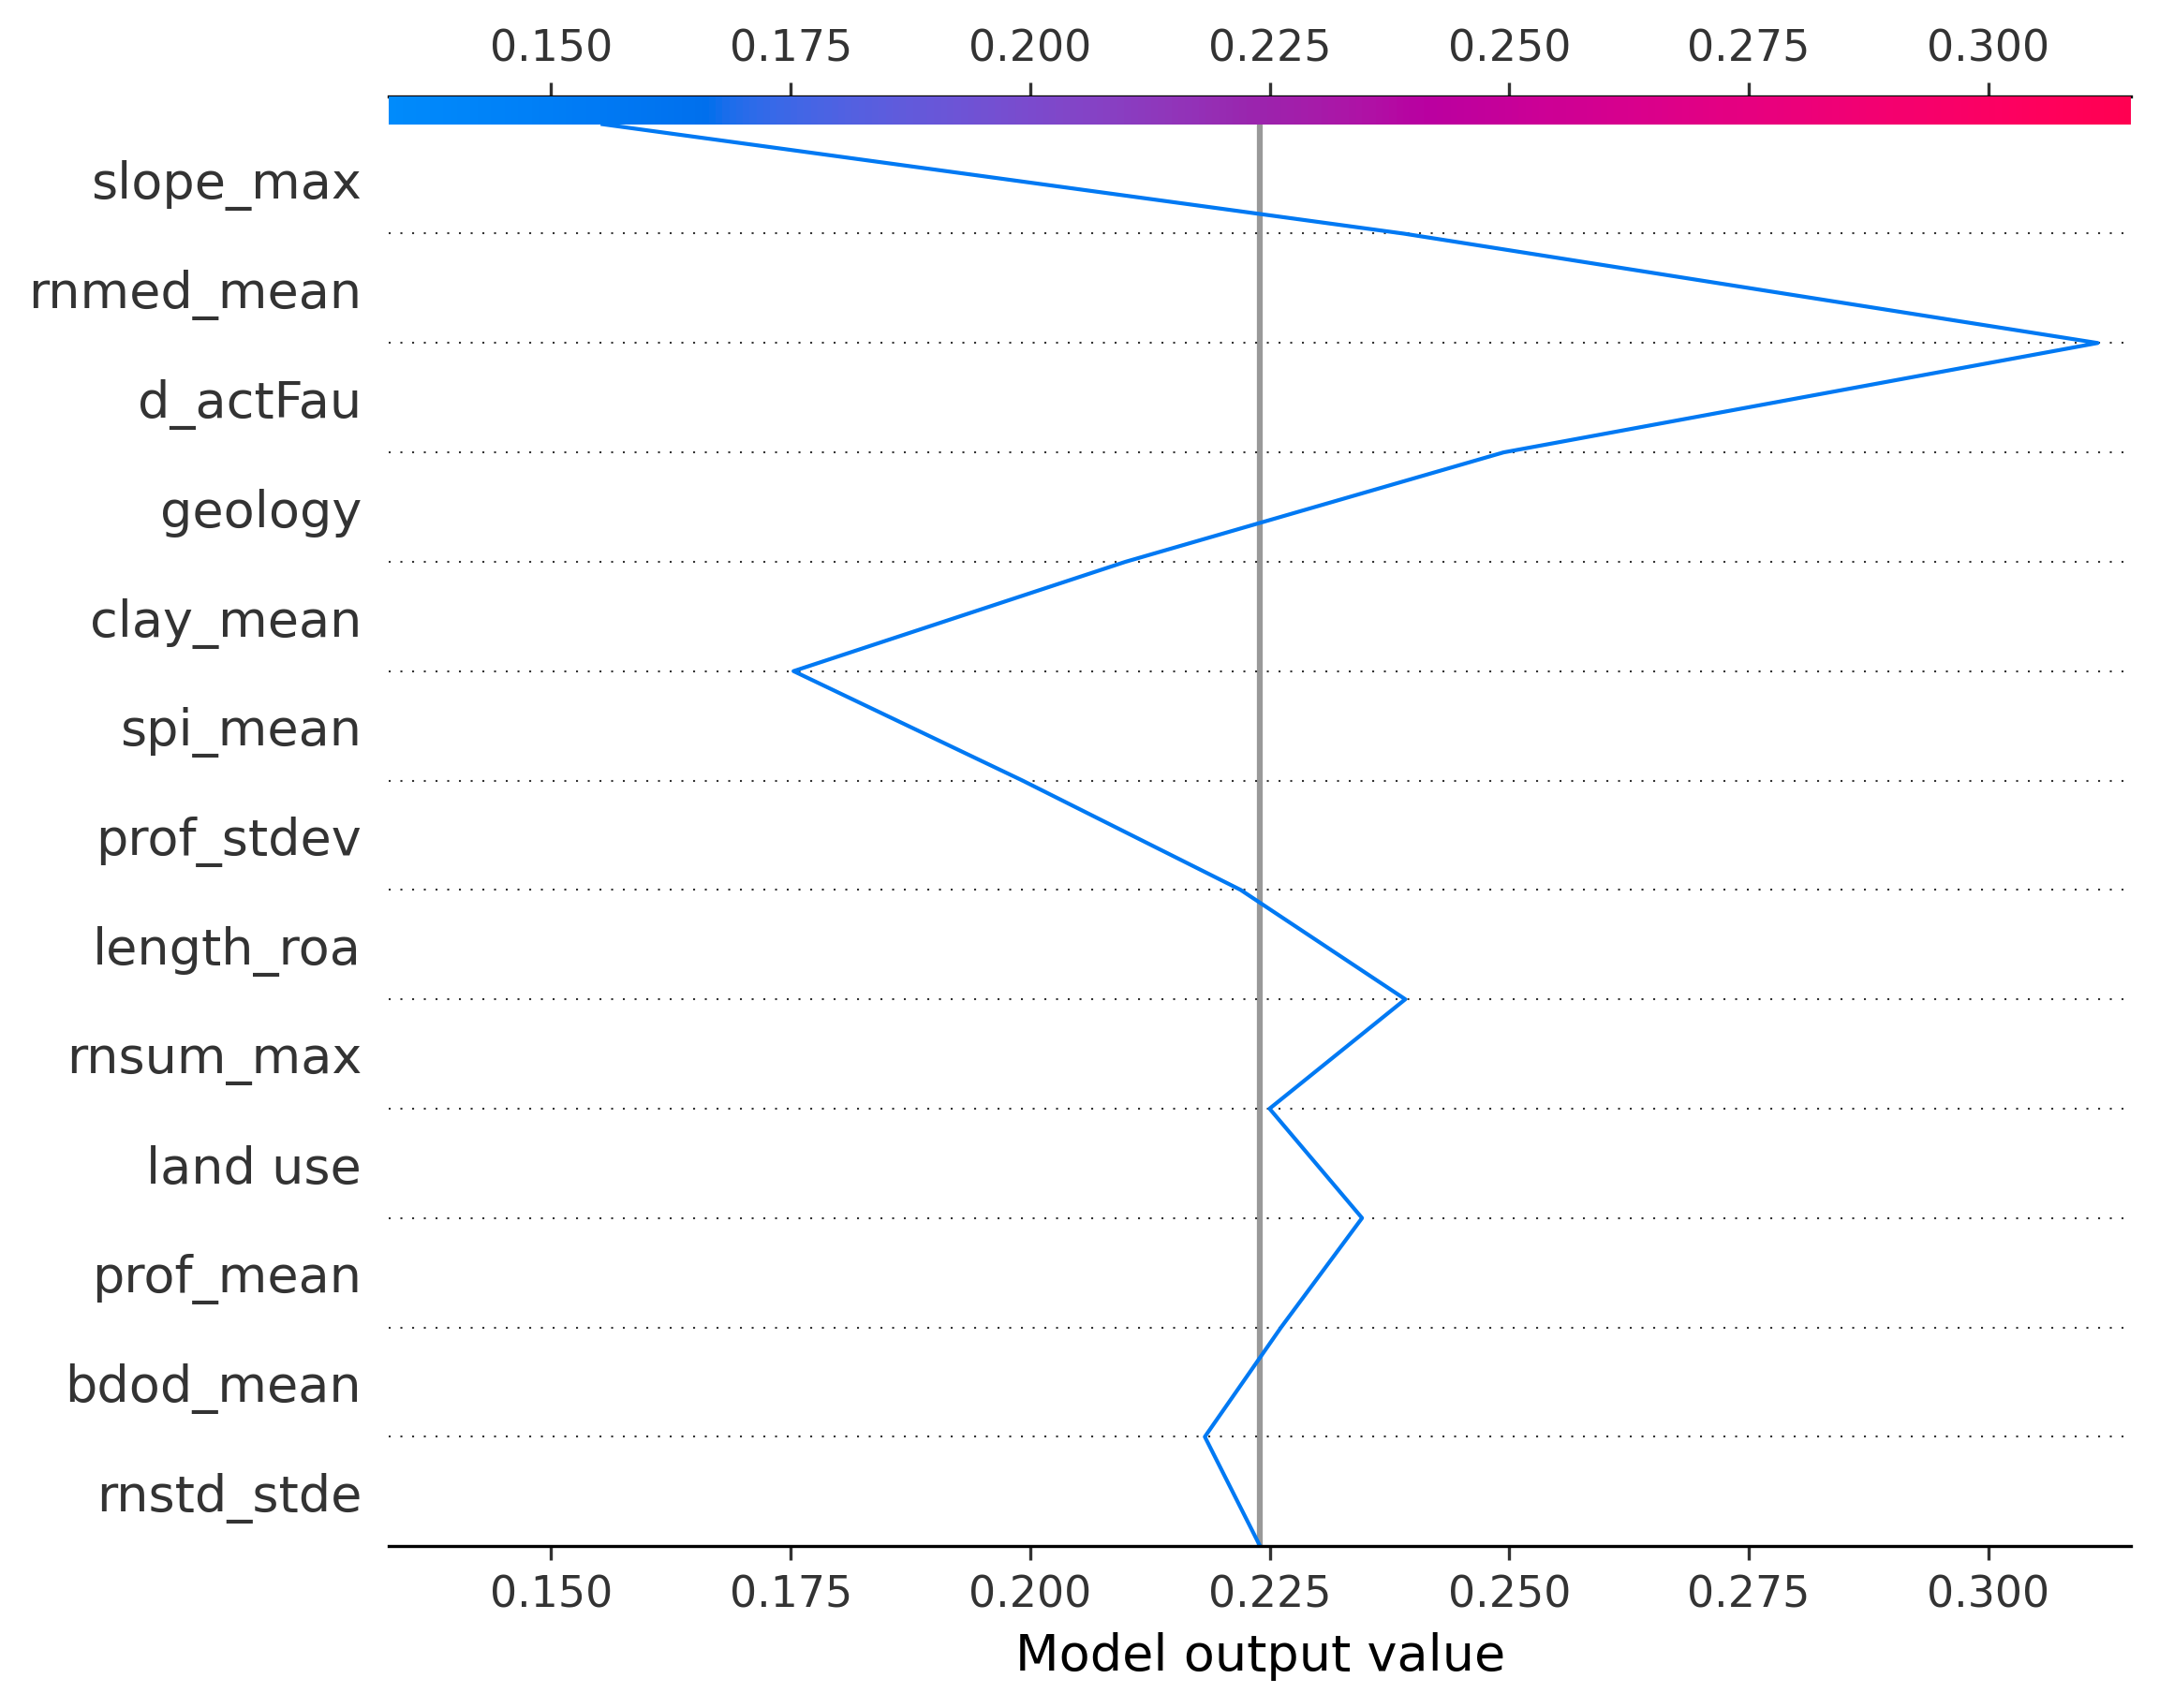 0.150 0.175 0.200 0.225 0.250 0.275 0.300
slope_max
rnmed_mean
d_actFau
geology
clay_mean
spi_mean
prof_stdev
length_roa
rnsum_max
land use
prof_mean
bdod_mean
rnstd_stde
0.150 0.175 0.200 0.225 0.250 0.275 0.300
Model output value